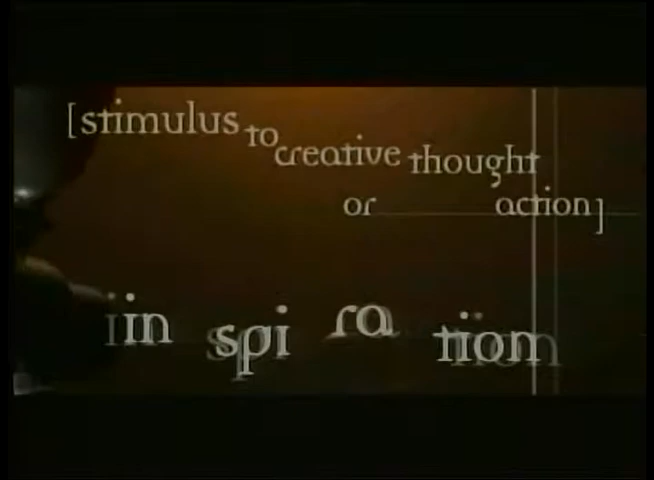 [stimulus to creative thought
or action]
in spi ra tion